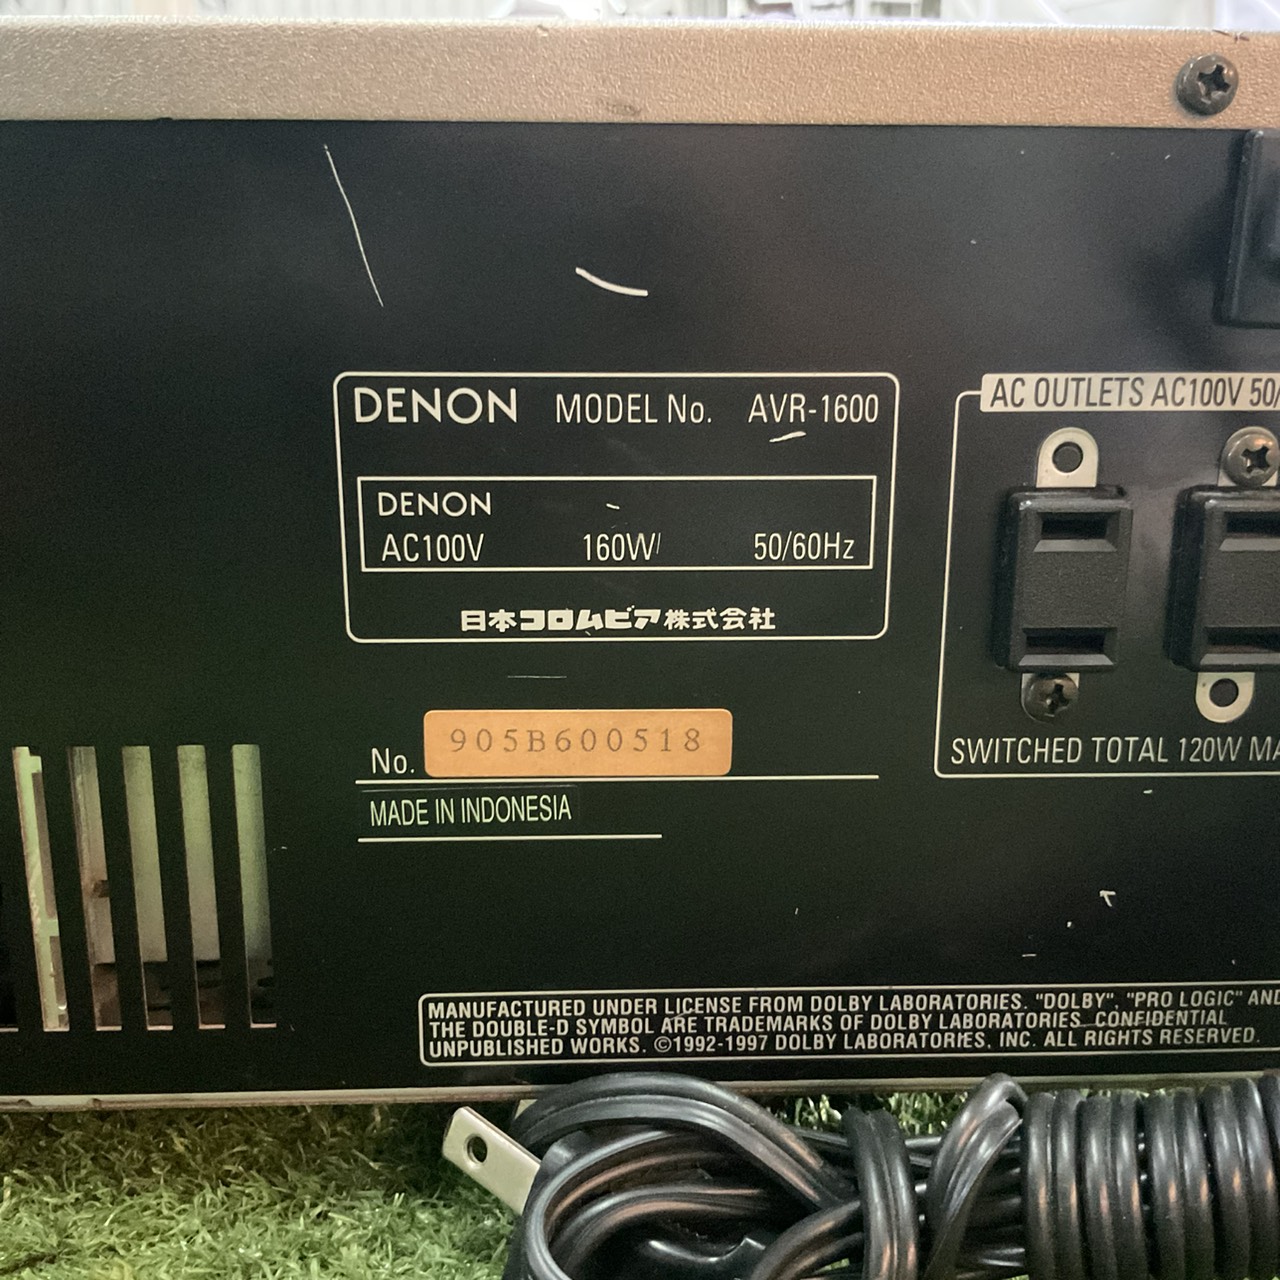 DENON MODEL No. AVR-1600
DENON
AC100V 160W 50/60Hz
日本コロムビア株式会社
No. 905B600518
MADE IN INDONESIA
AC OUTLETS AC100V 50/
SWITCHED TOTAL 120W MA
MANUFACTURED UNDER LICENSE FROM DOLBY LABORATORIES. "DOLBY", "PRO LOGIC" AND
THE DOUBLE-D SYMBOL ARE TRADEMARKS OF DOLBY LABORATORIES. CONFIDENTIAL
UNPUBLISHED WORKS. ©1992-1997 DOLBY LABORATORIES, INC. ALL RIGHTS RESERVED.